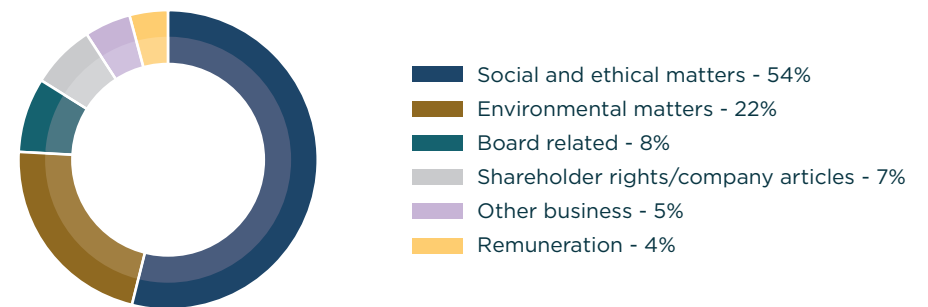 Social and ethical matters - 54%
Environmental matters - 22%
Board related - 8%
Shareholder rights/company articles - 7%
Other business - 5%
Remuneration - 4%